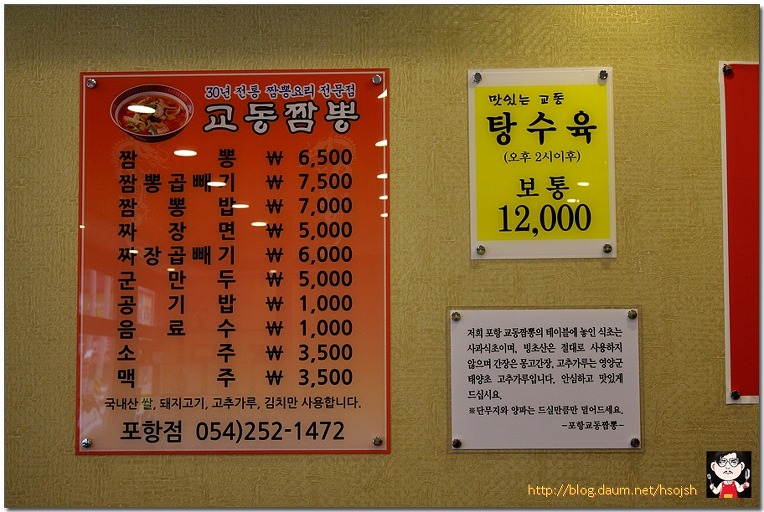 30년 전통 짬뽕요리 전문점
교동짬뽕
짬 뽕 ₩ 6,500
짬뽕곱빼기 ₩ 7,500
짬 뽕 밥 ₩ 7,000
짜 장 면 ₩ 5,000
짜장곱빼기 ₩ 6,000
군 만 두 ₩ 5,000
공 기 밥 ₩ 1,000
음 료 수 ₩ 1,000
소 주 ₩ 3,500
맥 주 ₩ 3,500
국내산 쌀, 돼지고기, 고추가루, 김치만 사용합니다.
포항점 054)252-1472
맛있는 교동
탕수육
(오후 2시이후)
보통
12,000
저희 포항 교동짬뽕의 테이블에 놓인 식초는
사과식초이며, 빙초산은 절대로 사용하지
않으며 간장은 몽고간장, 고추가루는 영양군
태양초 고추가루입니다. 안심하고 맛있게
드십시요.
※단무지와 양파는 드실만큼만 덜어드세요.
-포항교동짬뽕-
http://blog.daum.net/hsojsh